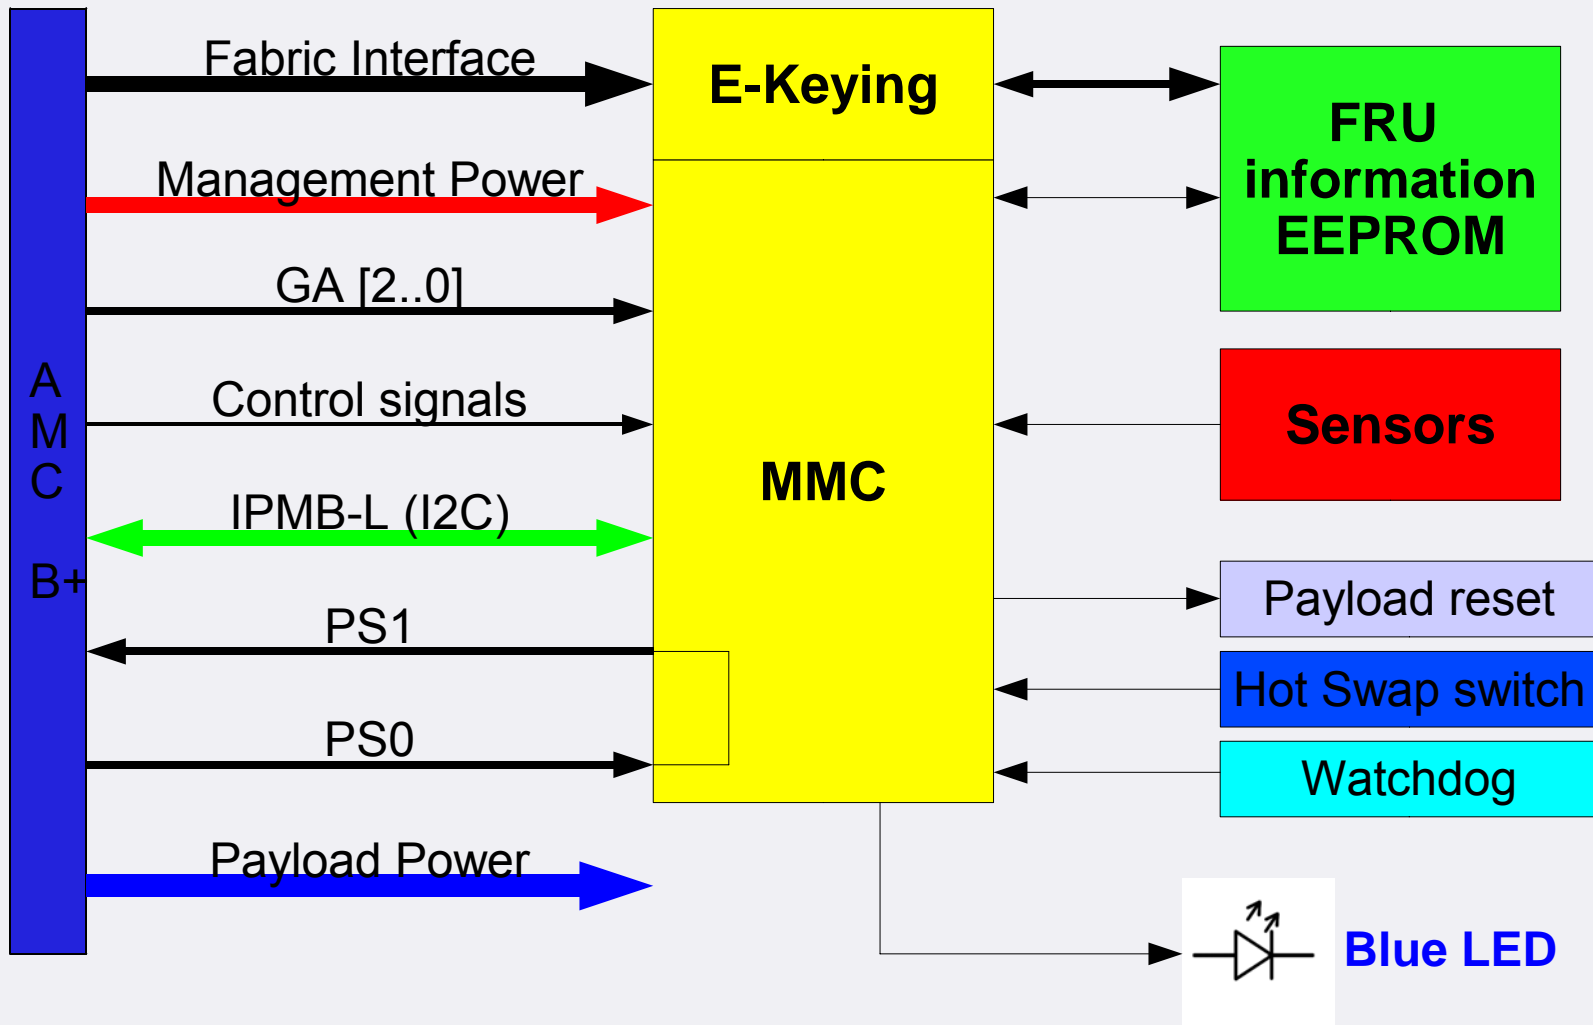 Fabric Interface
E-Keying
FRU
information
EEPROM
Management Power
GA [2..0]
A
M
C
B+
Control signals
Sensors
MMC
IPMB-L (I2C)
PS1
Payload reset
Hot Swap switch
PS0
Watchdog
Payload Power
Blue LED